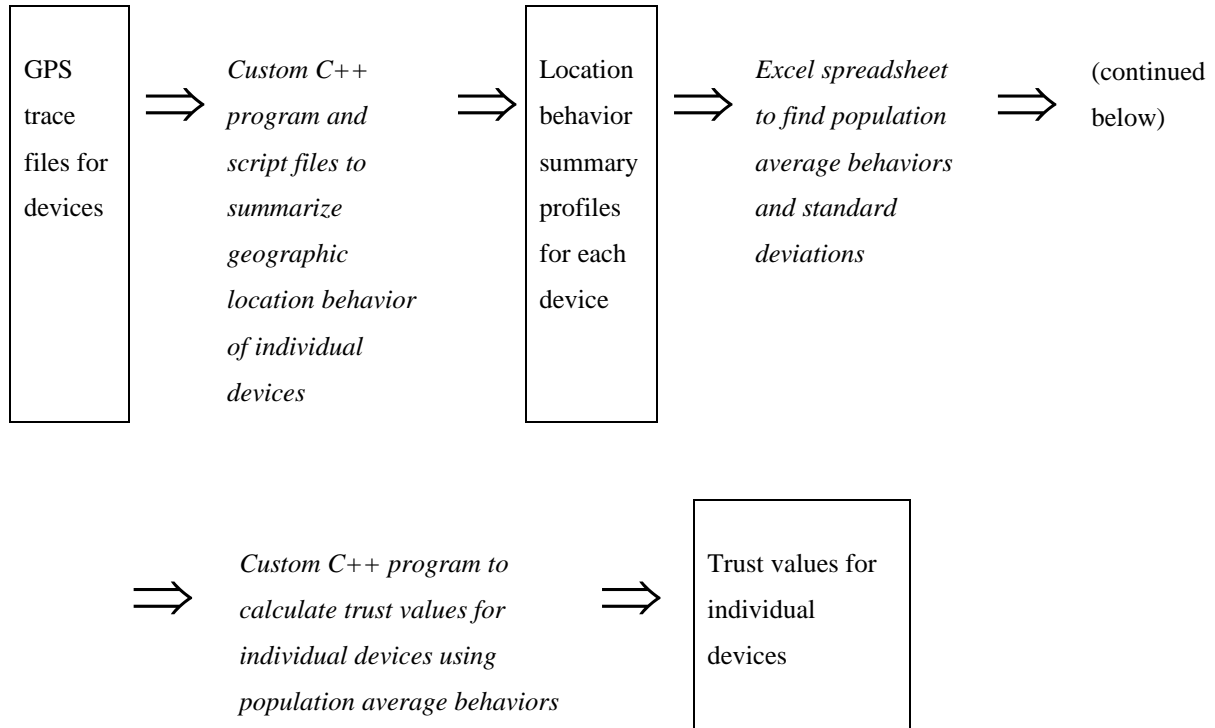 GPS
trace
files for
devices
Custom C++
program and
script files to
summarize
geographic
location behavior
of individual
devices
Location
behavior
summary
profiles
for each
device
Excel spreadsheet
to find population
average behaviors
and standard
deviations
(continued
below)
Custom C++ program to
calculate trust values for
individual devices using
population average behaviors
Trust values for
individual
devices